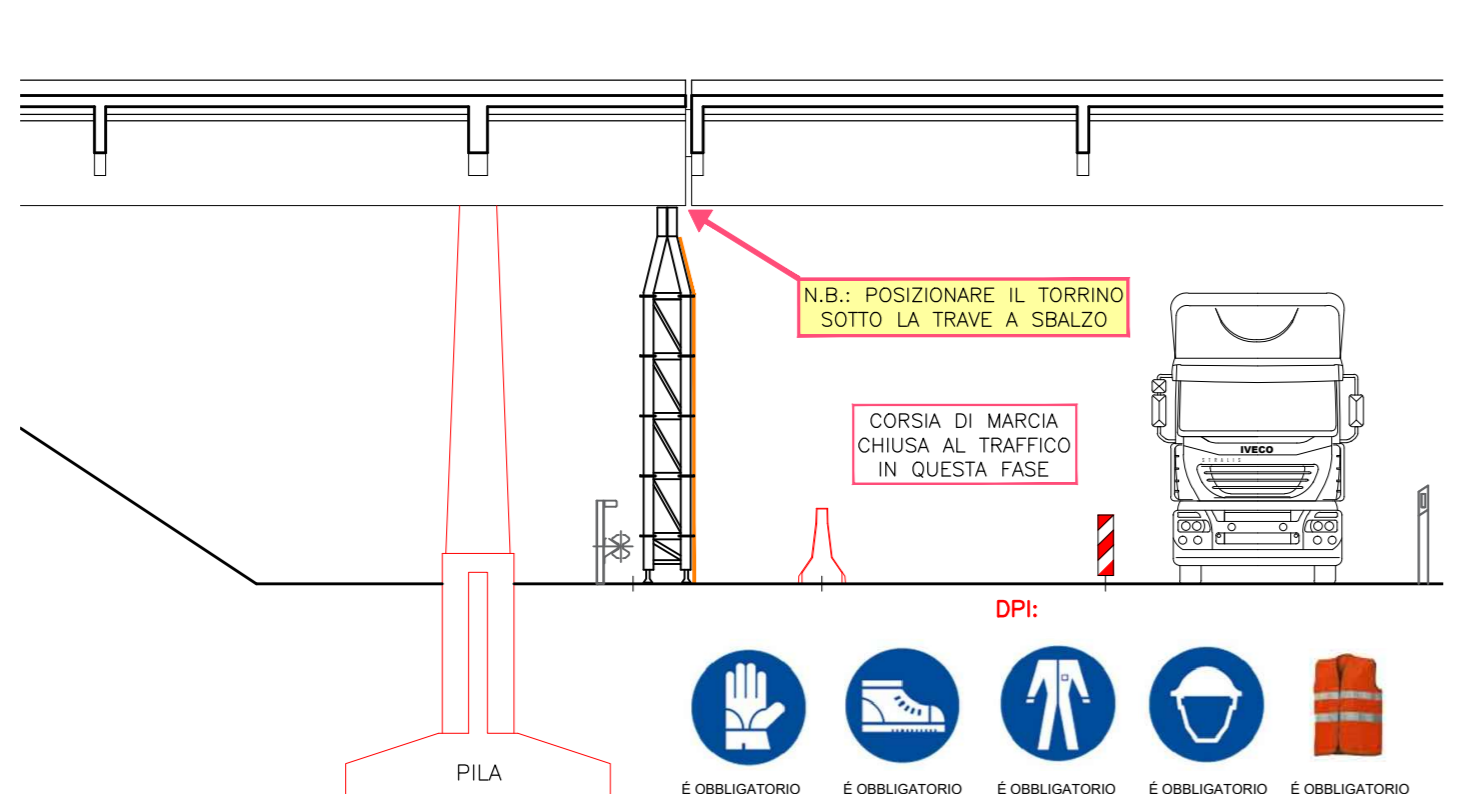 N.B.: POSIZIONARE IL TORRINO
SOTTO LA TRAVE A SBALZO
CORSIA DI MARCIA
CHIUSA AL TRAFFICO
IN QUESTA FASE
IVECO
STRALIS
DPI:
PILA
É OBBLIGATORIO
É OBBLIGATORIO
É OBBLIGATORIO
É OBBLIGATORIO
É OBBLIGATORIO